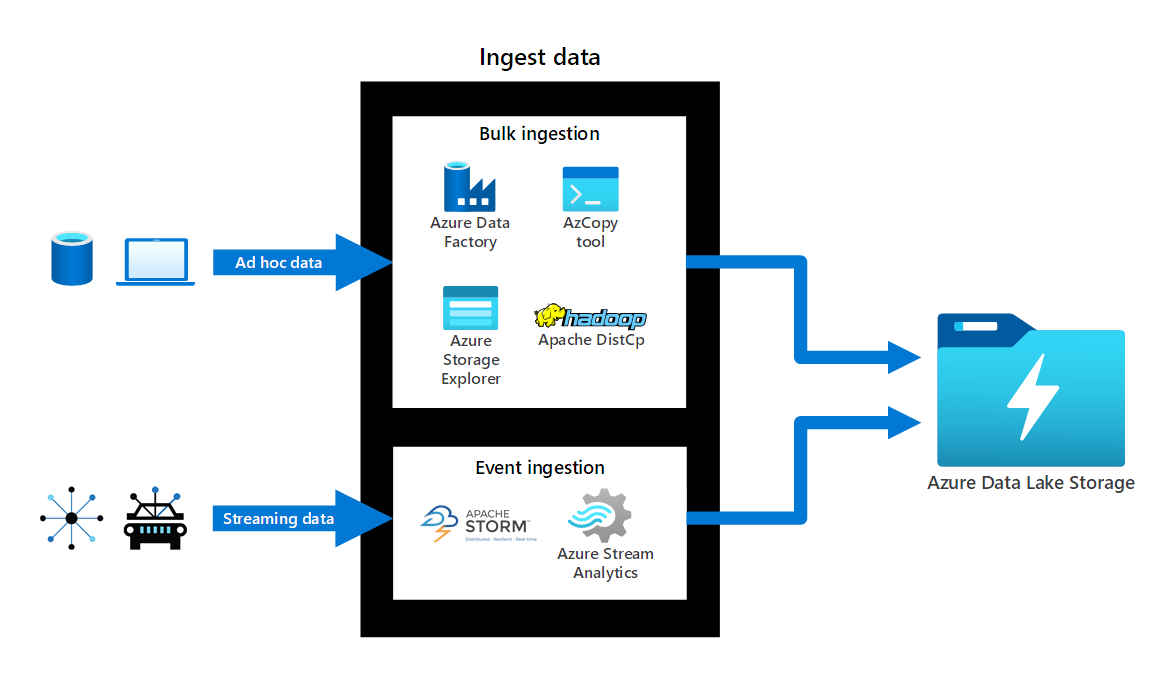 Ingest data
Bulk ingestion
Azure Data
Factory
AzCopy
tool
Ad hoc data
Azure
Storage
Explorer
hadoop
Apache DistCp
Azure Data Lake Storage
Event ingestion
Streaming data
APACHE
STORM™
Distributed · Resilient · Real-time
Azure Stream
Analytics